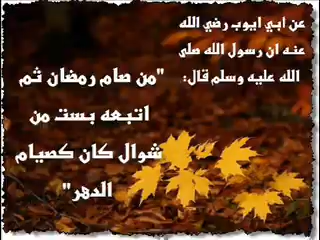 عن ابي ايوب رضي الله
عنه ان رسول الله صلى
الله عليه وسلم قال:
"من صام رمضان ثم
اتبعه بست من
شوال كان كصيام
الدهر"